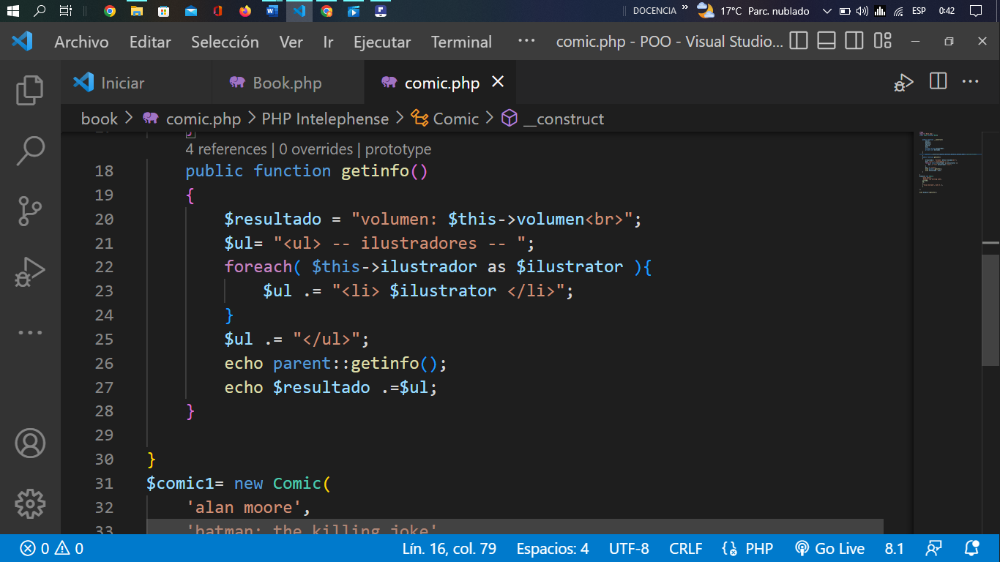 DOCENCIA » 17°C Parc. nublado ESP 0:42
Archivo Editar Selección Ver Ir Ejecutar Terminal ··· comic.php - POO - Visual Studio...
Iniciar Book.php comic.php
book > comic.php > PHP Intelephense > Comic > __construct
4 references | 0 overrides | prototype
18 public function getinfo()
19 {
20 $resultado = "volumen: $this->volumen<br>";
21 $ul= "<ul> -- ilustradores -- ";
22 foreach( $this->ilustrador as $ilustrator ){
23 $ul .= "<li> $ilustrator </li>";
24 }
25 $ul .= "</ul>";
26 echo parent::getinfo();
27 echo $resultado .=$ul;
28 }
29
30 }
31 $comic1= new Comic(
32 'alan moore',
33 'batman: the killing joke'
0 0 Lín. 16, col. 79 Espacios: 4 UTF-8 CRLF PHP Go Live 8.1